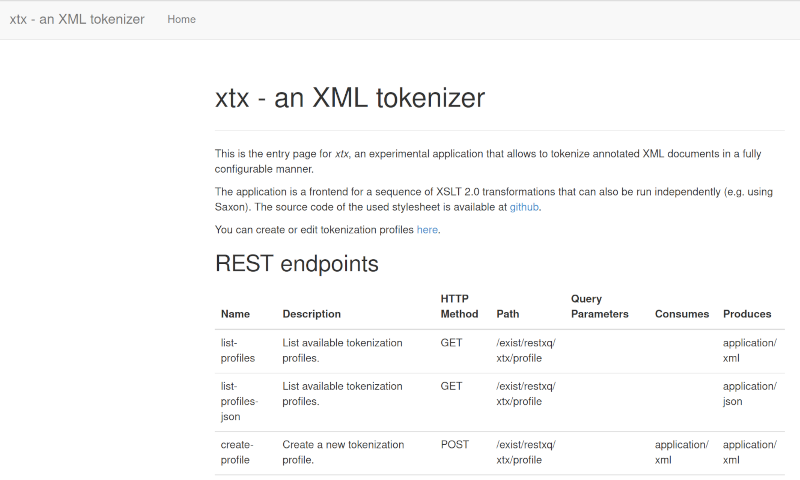 xtx - an XML tokenizer Home
xtx - an XML tokenizer
This is the entry page for xtx, an experimental application that allows to tokenize annotated XML documents in a fully
configurable manner.
The application is a frontend for a sequence of XSLT 2.0 transformations that can also be run independently (e.g. using
Saxon). The source code of the used stylesheet is available at github.
You can create or edit tokenization profiles here.
REST endpoints
HTTP Query
Name Description Method Path Parameters Consumes Produces
list- List available tokenization GET /exist/restxq/ application/
profiles profiles. xtx/profile xml
list- List available tokenization GET /exist/restxq/ application/
profiles- profiles. xtx/profile json
json
create- Create a new tokenization POST /exist/restxq/ application/ application/
profile profile. xtx/profile xml xml